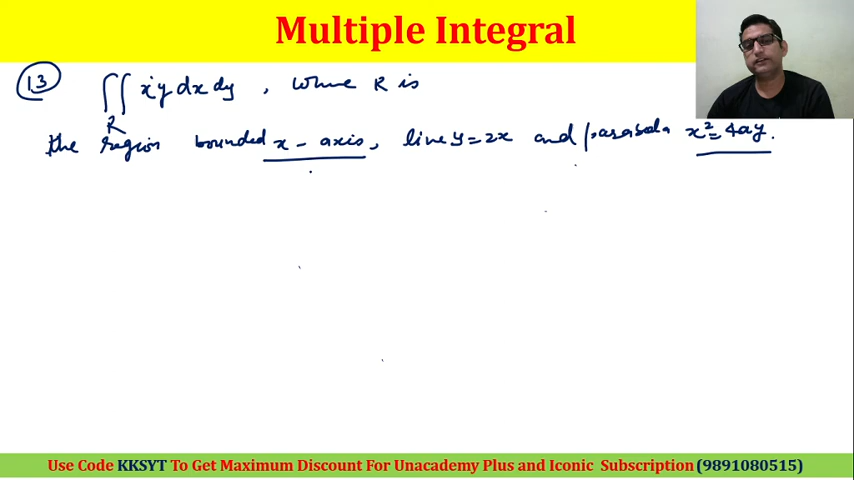 Multiple Integral
13 ∬ xy dx dy , where R is
R
the region bounded x - axis, line y = 2x and parabola x² = 4ay.
Use Code KKSYT To Get Maximum Discount For Unacademy Plus and Iconic Subscription (9891080515)